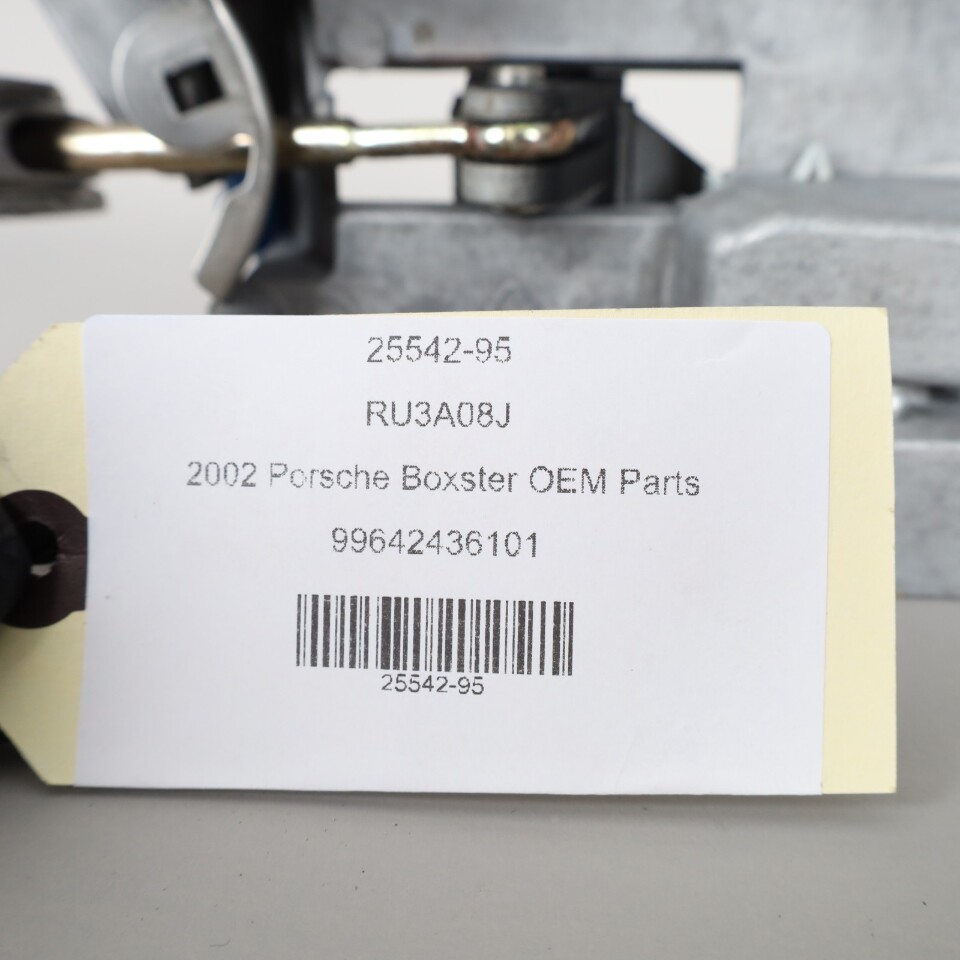 25542-95
RU3A08J
2002 Porsche Boxster OEM Parts
99642436101
25542-95